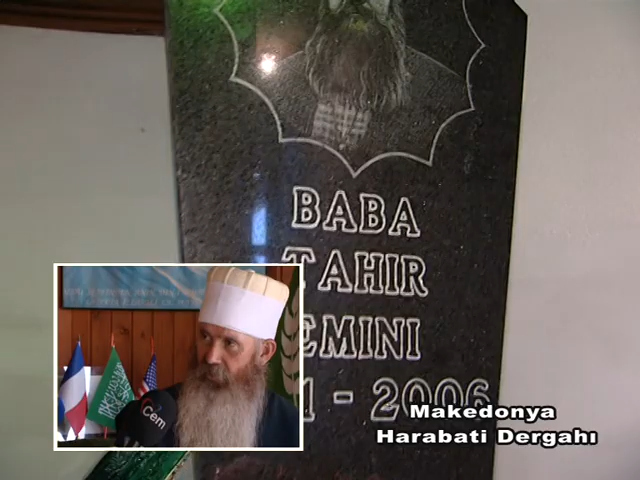 BABA
TAHIR
EMINI
1 - 2006
Cem
Makedonya
Harabati Dergahı